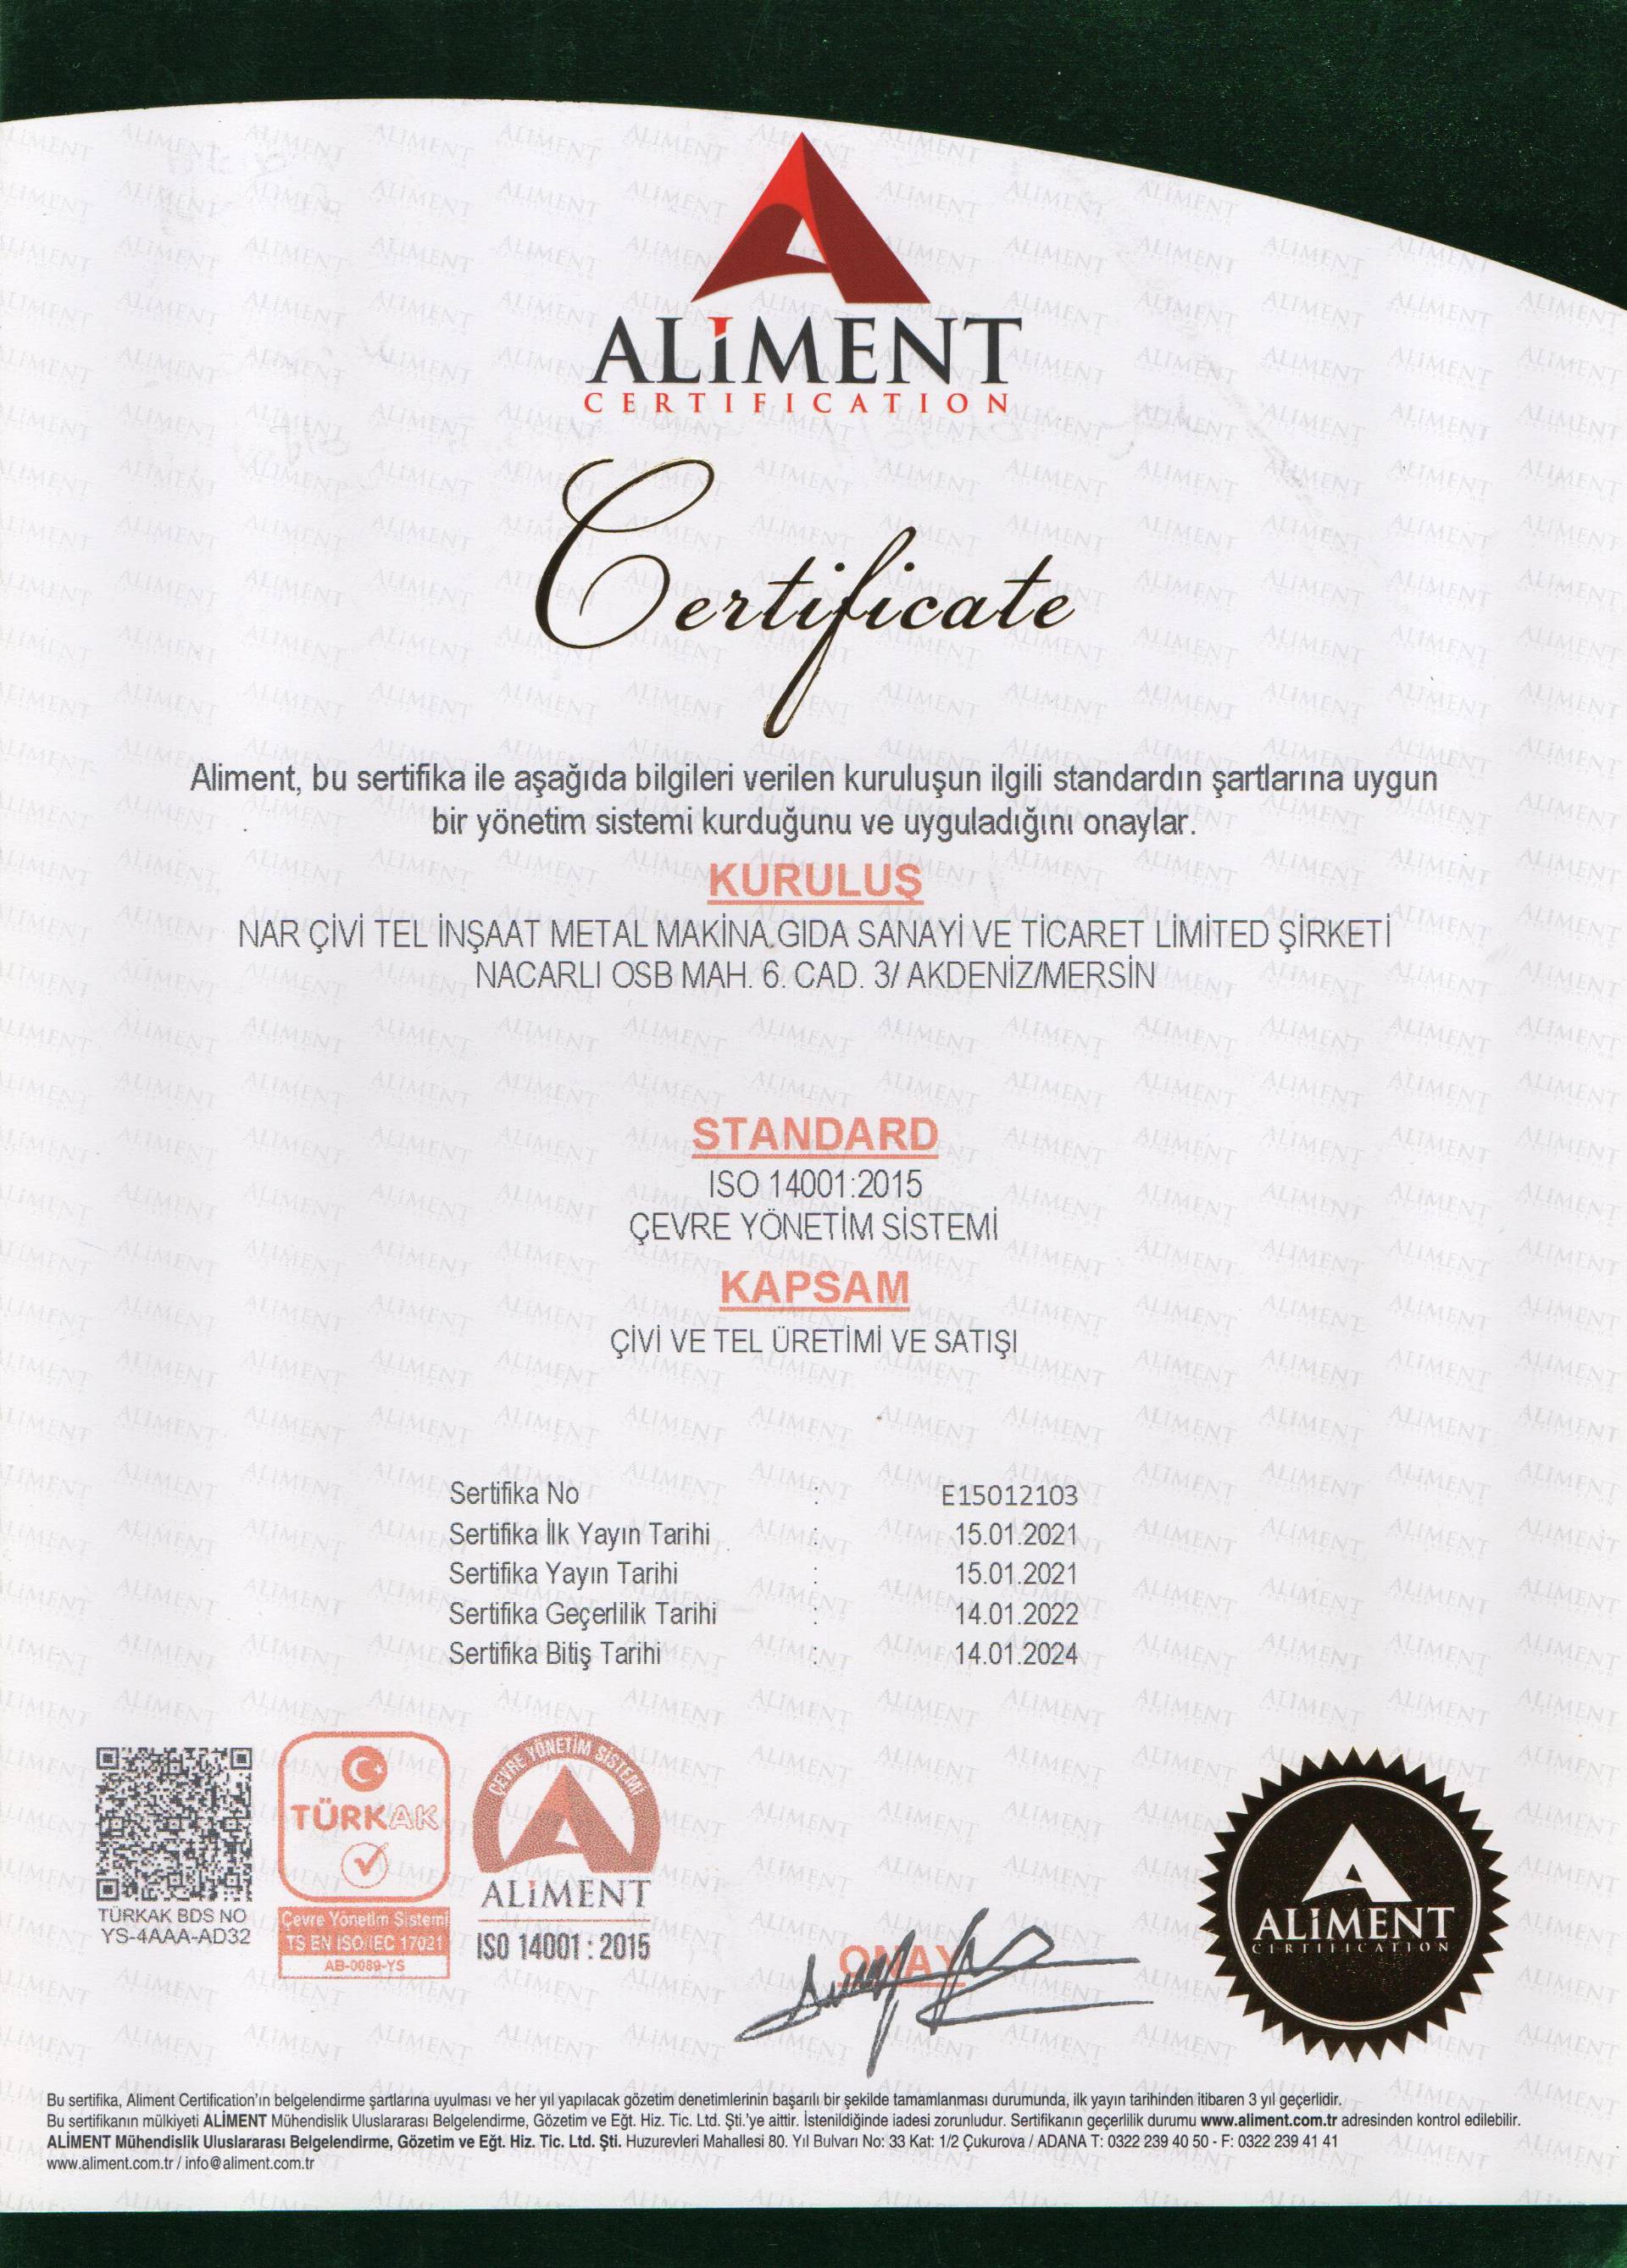 ALİMENT
CERTIFICATION
Certificate
Aliment, bu sertifika ile aşağıda bilgileri verilen kuruluşun ilgili standardın şartlarına uygun
bir yönetim sistemi kurduğunu ve uyguladığını onaylar.
KURULUŞ
NAR ÇİVİ TEL İNŞAAT METAL MAKİNA GIDA SANAYİ VE TİCARET LİMİTED ŞİRKETİ
NACARLI OSB MAH. 6. CAD. 3/ AKDENİZ/MERSİN
STANDARD
ISO 14001:2015
ÇEVRE YÖNETİM SİSTEMİ
KAPSAM
ÇİVİ VE TEL ÜRETİMİ VE SATIŞI
Sertifika No : E15012103
Sertifika İlk Yayın Tarihi : 15.01.2021
Sertifika Yayın Tarihi : 15.01.2021
Sertifika Geçerlilik Tarihi : 14.01.2022
Sertifika Bitiş Tarihi : 14.01.2024
TÜRKAK BDS NO
YS-4AAA-AD32
TÜRKAK
Çevre Yönetim Sistemi
TS EN ISO/IEC 17021
AB-0089-YS
ÇEVRE YÖNETİM SİSTEMİ
ALİMENT
ISO 14001 : 2015
ONAY
ALİMENT
CERTIFICATION
Bu sertifika, Aliment Certification'ın belgelendirme şartlarına uyulması ve her yıl yapılacak gözetim denetimlerinin başarılı bir şekilde tamamlanması durumunda, ilk yayın tarihinden itibaren 3 yıl geçerlidir.
Bu sertifikanın mülkiyeti ALİMENT Mühendislik Uluslararası Belgelendirme, Gözetim ve Eğt. Hiz. Tic. Ltd. Şti.'ye aittir. İstenildiğinde iadesi zorunludur. Sertifikanın geçerlilik durumu www.aliment.com.tr adresinden kontrol edilebilir.
ALİMENT Mühendislik Uluslararası Belgelendirme, Gözetim ve Eğt. Hiz. Tic. Ltd. Şti. Huzurevleri Mahallesi 80. Yıl Bulvarı No: 33 Kat: 1/2 Çukurova / ADANA T: 0322 239 40 50 - F: 0322 239 41 41
www.aliment.com.tr / info@aliment.com.tr